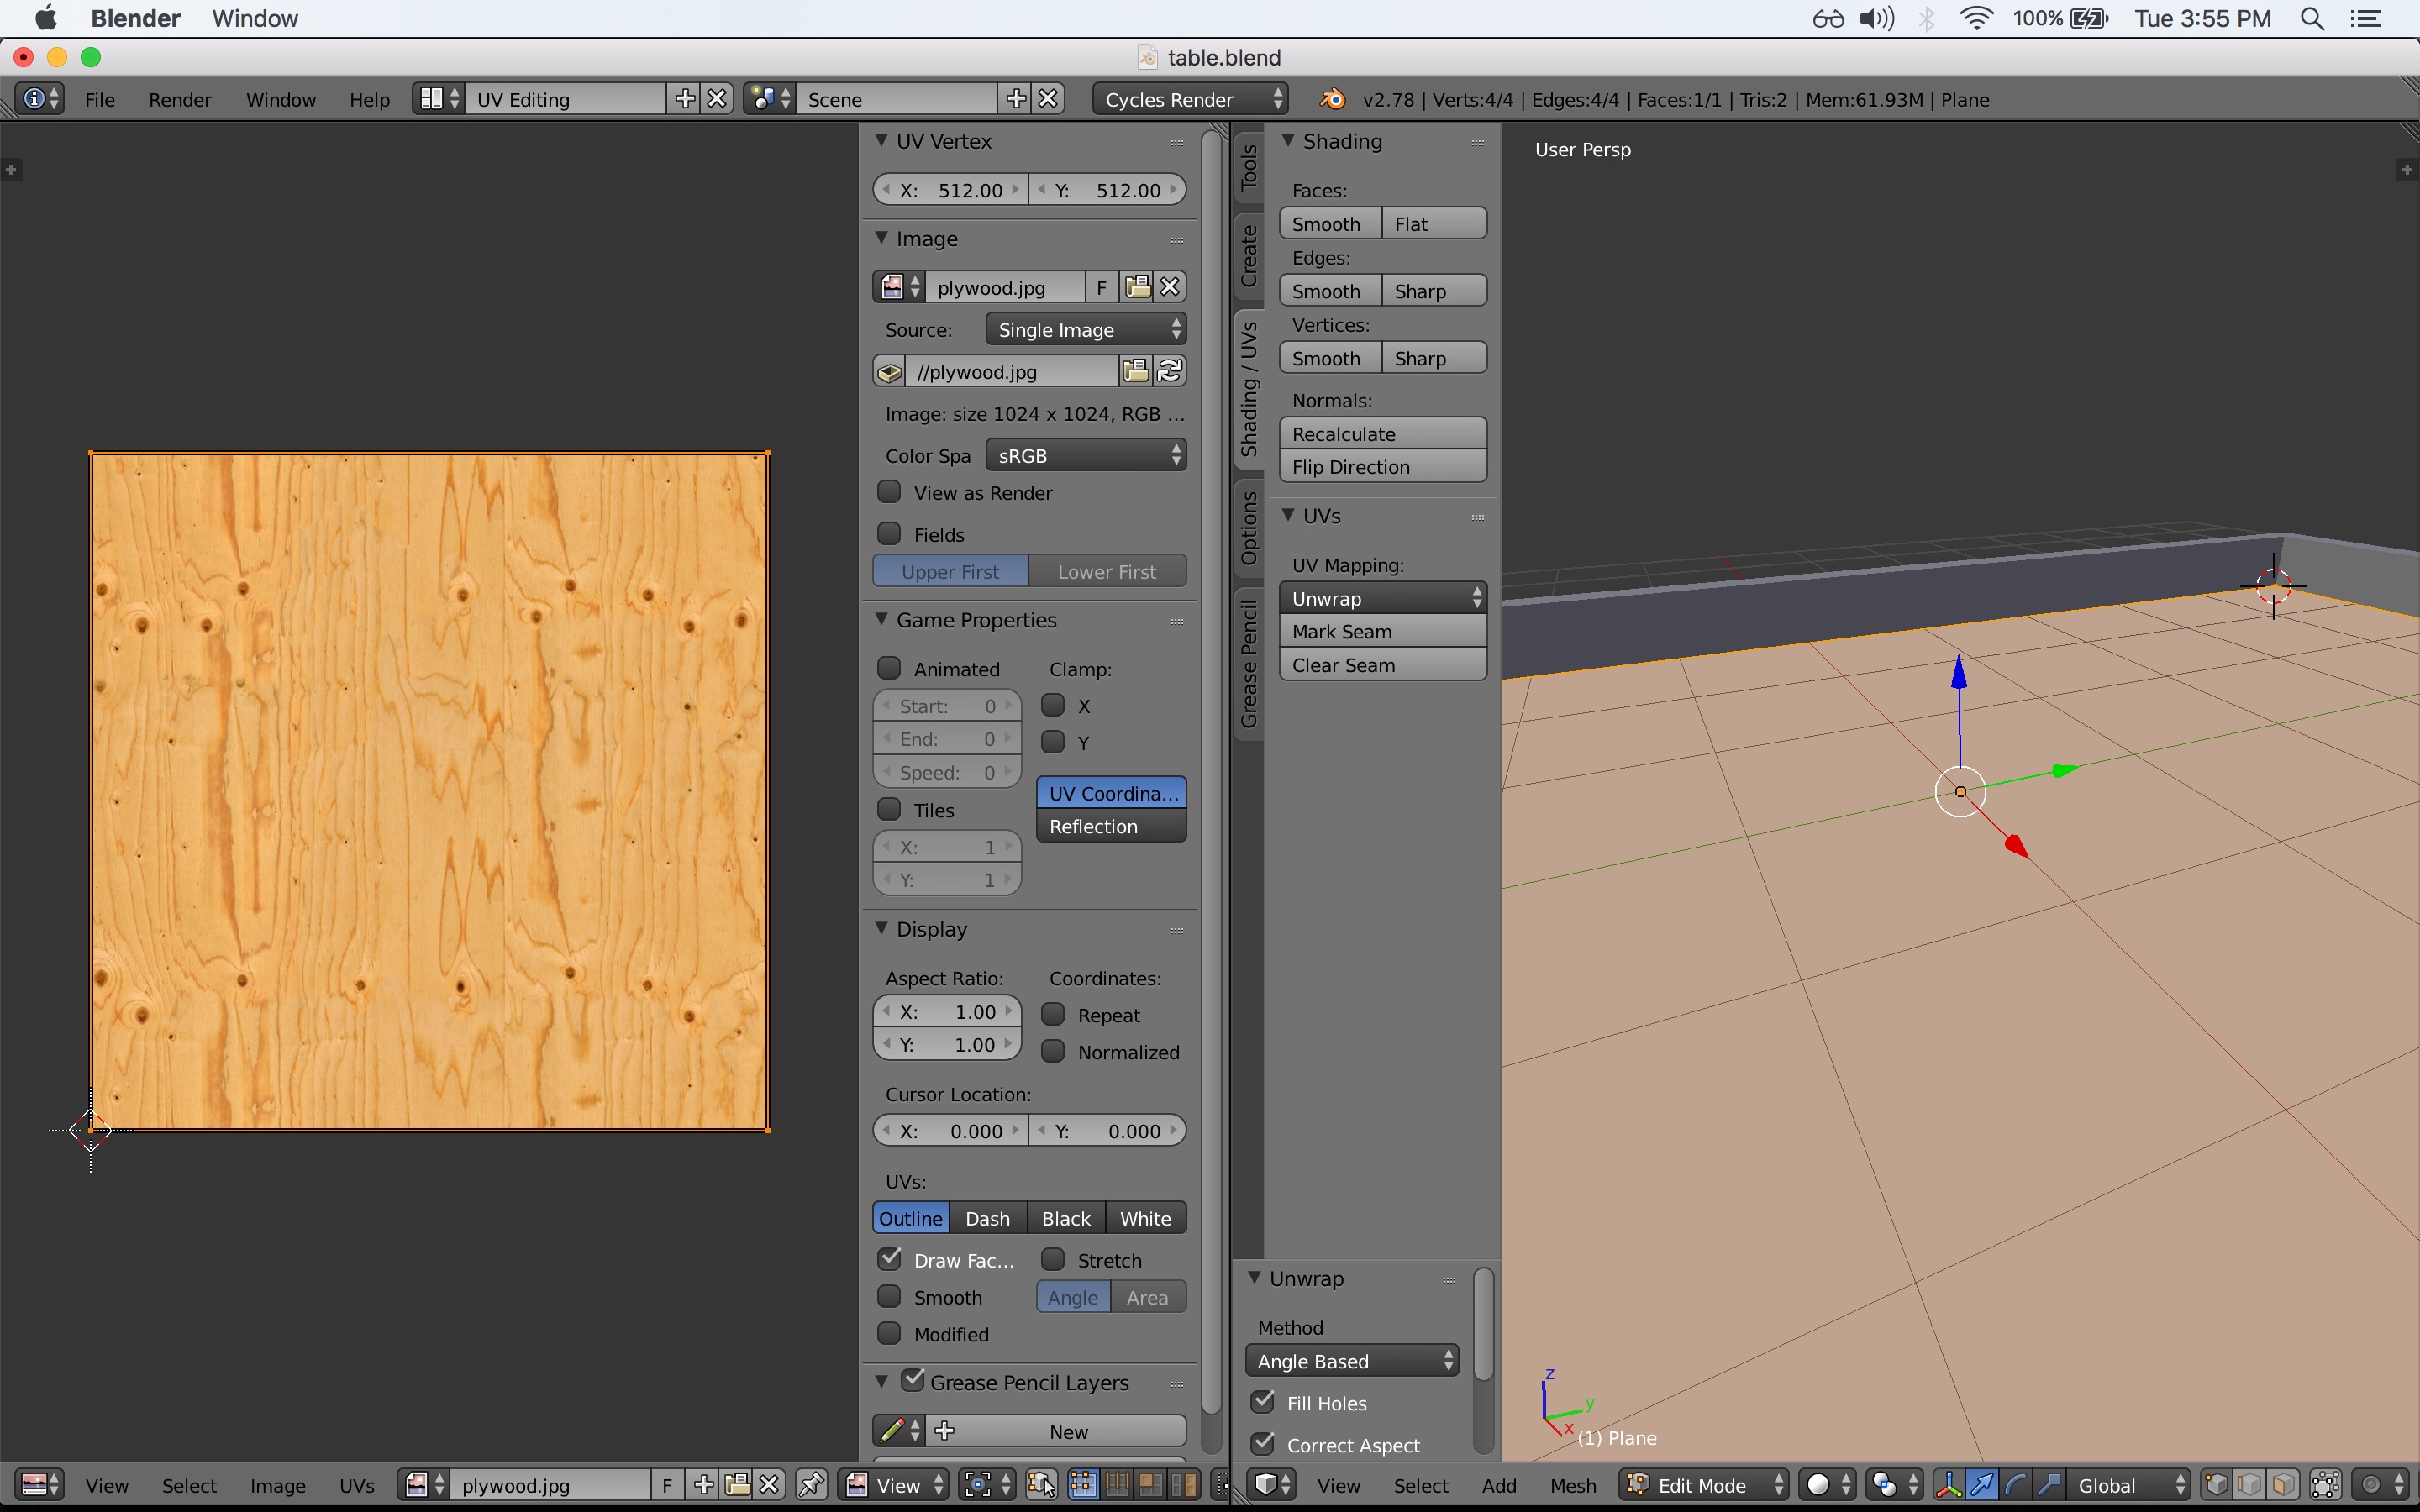 Blender Window 100% Tue 3:55 PM
table.blend
File Render Window Help UV Editing Scene Cycles Render v2.78 | Verts:4/4 | Edges:4/4 | Faces:1/1 | Tris:2 | Mem:61.93M | Plane
UV Vertex
X: 512.00 Y: 512.00
Image
plywood.jpg F
Source: Single Image
//plywood.jpg
Image: size 1024 x 1024, RGB ...
Color Spa sRGB
View as Render
Fields
Upper First Lower First
Game Properties
Animated Clamp:
Start: 0 X
End: 0 Y
Speed: 0
UV Coordina...
Tiles Reflection
X: 1
Y: 1
Display
Aspect Ratio: Coordinates:
X: 1.00 Repeat
Y: 1.00 Normalized
Cursor Location:
X: 0.000 Y: 0.000
UVs:
Outline Dash Black White
Draw Fac... Stretch
Smooth Angle Area
Modified
Grease Pencil Layers
New
Tools
Create
Shading / UVs
Options
Grease Pencil
Shading
Faces:
Smooth Flat
Edges:
Smooth Sharp
Vertices:
Smooth Sharp
Normals:
Recalculate
Flip Direction
UVs
UV Mapping:
Unwrap
Mark Seam
Clear Seam
Unwrap
Method
Angle Based
Fill Holes
Correct Aspect
User Persp
z
y
x
(1) Plane
View Select Image UVs plywood.jpg F View
View Select Add Mesh Edit Mode Global